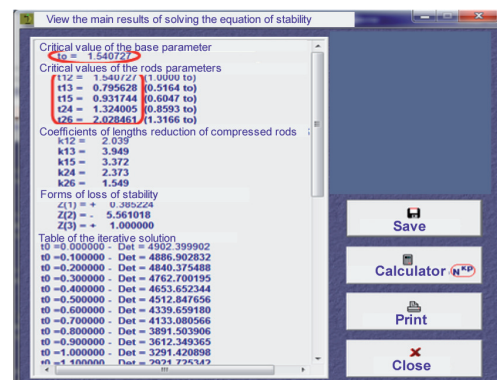 View the main results of solving the equation of stability
Critical value of the base parameter
to = 1.540727
Critical values of the rods parameters
t12 = 1.540727 (1.0000 to)
t13 = 0.795628 (0.5164 to)
t15 = 0.931744 (0.6047 to)
t24 = 1.324005 (0.8593 to)
t26 = 2.028461 (1.3166 to)
Coefficients of lengths reduction of compressed rods :
k12 = 2.039
k13 = 3.949
k15 = 3.372
k24 = 2.373
k26 = 1.549
Forms of loss of stability
Z(1) = + 0.385224
Z(2) = - 5.561018
Z(3) = + 1.000000
Table of the iterative solution
t0 =0.000000 - Det = 4902.399902
t0 =0.100000 - Det = 4886.902832
t0 =0.200000 - Det = 4840.375488
t0 =0.300000 - Det = 4762.700195
t0 =0.400000 - Det = 4653.652344
t0 =0.500000 - Det = 4512.847656
t0 =0.600000 - Det = 4339.659180
t0 =0.700000 - Det = 4133.080566
t0 =0.800000 - Det = 3891.503906
t0 =0.900000 - Det = 3612.349365
t0 =1.000000 - Det = 3291.420898
t0 =1.100000 - Det = 2921.725342
Save
Calculator N^кр
Print
Close